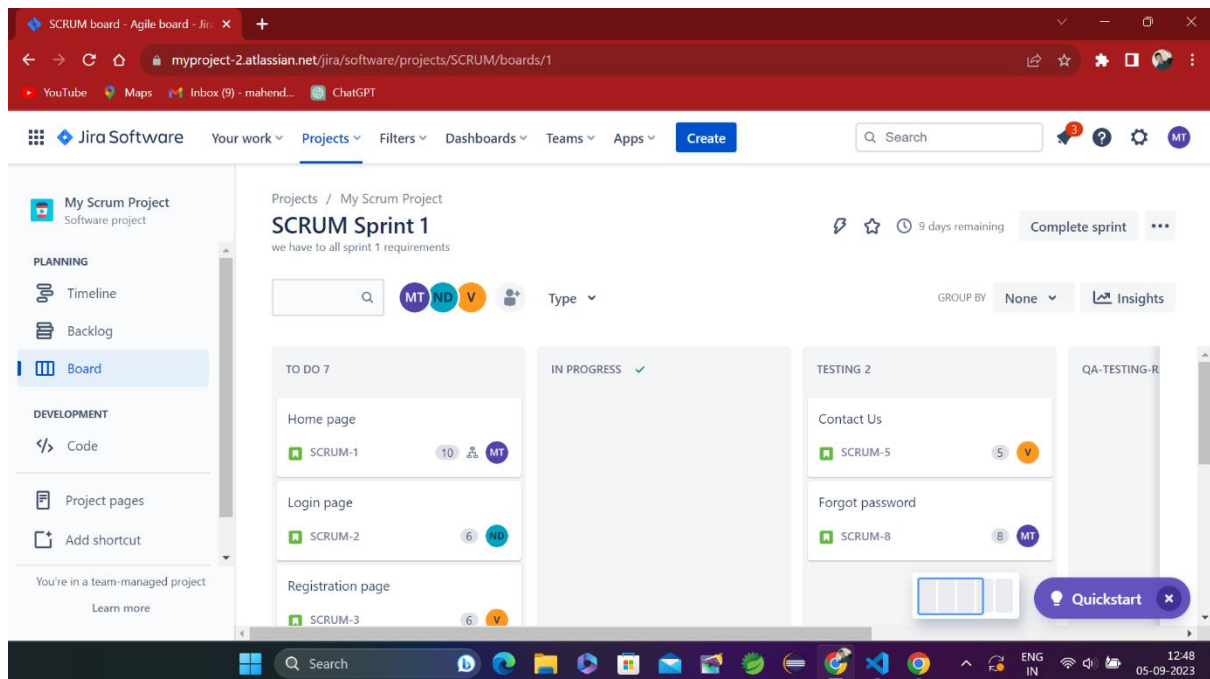 SCRUM board - Agile board - Jir
myproject-2.atlassian.net/jira/software/projects/SCRUM/boards/1
YouTube Maps Inbox (9) - mahend... ChatGPT
Jira Software Your work Projects Filters Dashboards Teams Apps Create Search 3 MT
My Scrum Project
Software project
PLANNING
Timeline
Backlog
Board
DEVELOPMENT
Code
Project pages
Add shortcut
You're in a team-managed project
Learn more
Projects / My Scrum Project
SCRUM Sprint 1
we have to all sprint 1 requirements
9 days remaining Complete sprint
MT ND V Type GROUP BY None Insights
TO DO 7
Home page
SCRUM-1 10 MT
Login page
SCRUM-2 6 ND
Registration page
SCRUM-3 6 V
IN PROGRESS
TESTING 2
Contact Us
SCRUM-5 5 V
Forgot password
SCRUM-8 8 MT
QA-TESTING-R
Quickstart
Search ENG 12:48
IN 05-09-2023